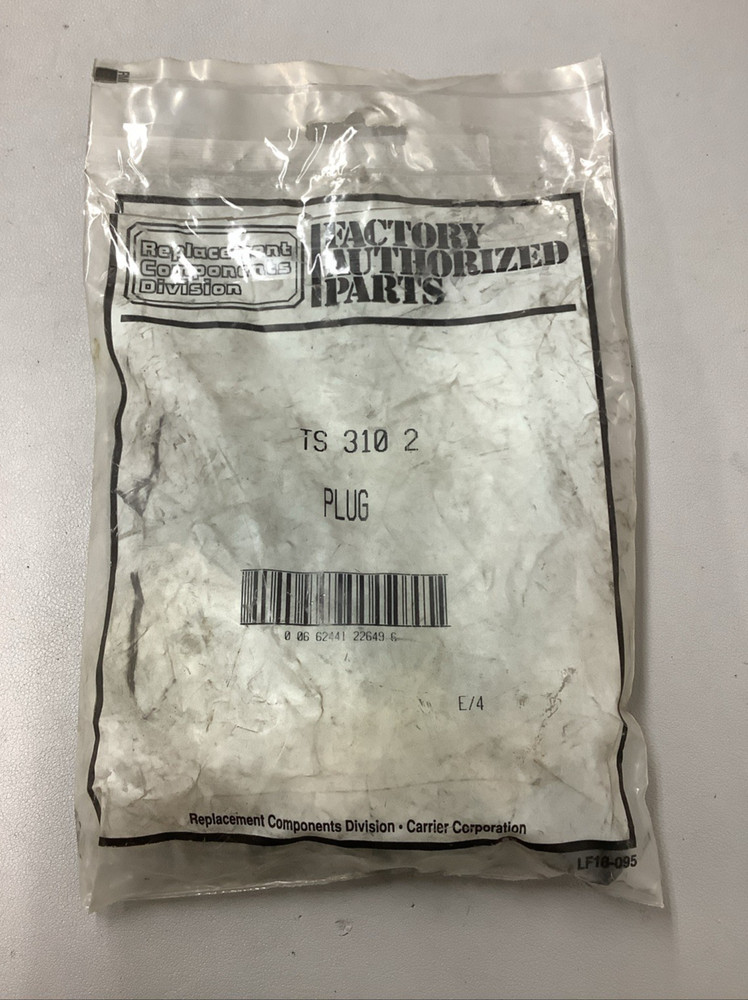 Replacement
Components
Division
FACTORY
AUTHORIZED
PARTS
TS 310 2
PLUG
0 06 62441 22649 6
E/4
Replacement Components Division • Carrier Corporation
LF10-095